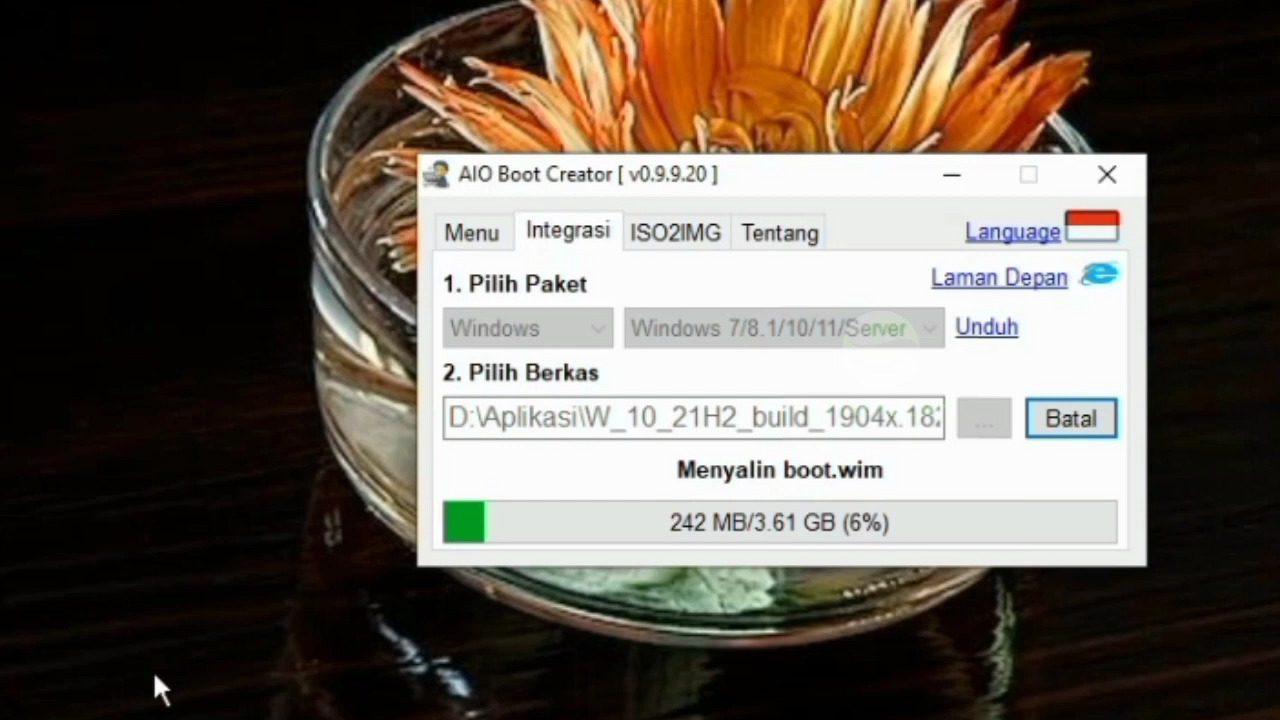 AIO Boot Creator [ v0.9.9.20 ]
Menu Integrasi ISO2IMG Tentang Language
1. Pilih Paket Laman Depan
Windows Windows 7/8.1/10/11/Server Unduh
2. Pilih Berkas
D:\Aplikasi\W_10_21H2_build_1904x.18 ... Batal
Menyalin boot.wim
242 MB/3.61 GB (6%)